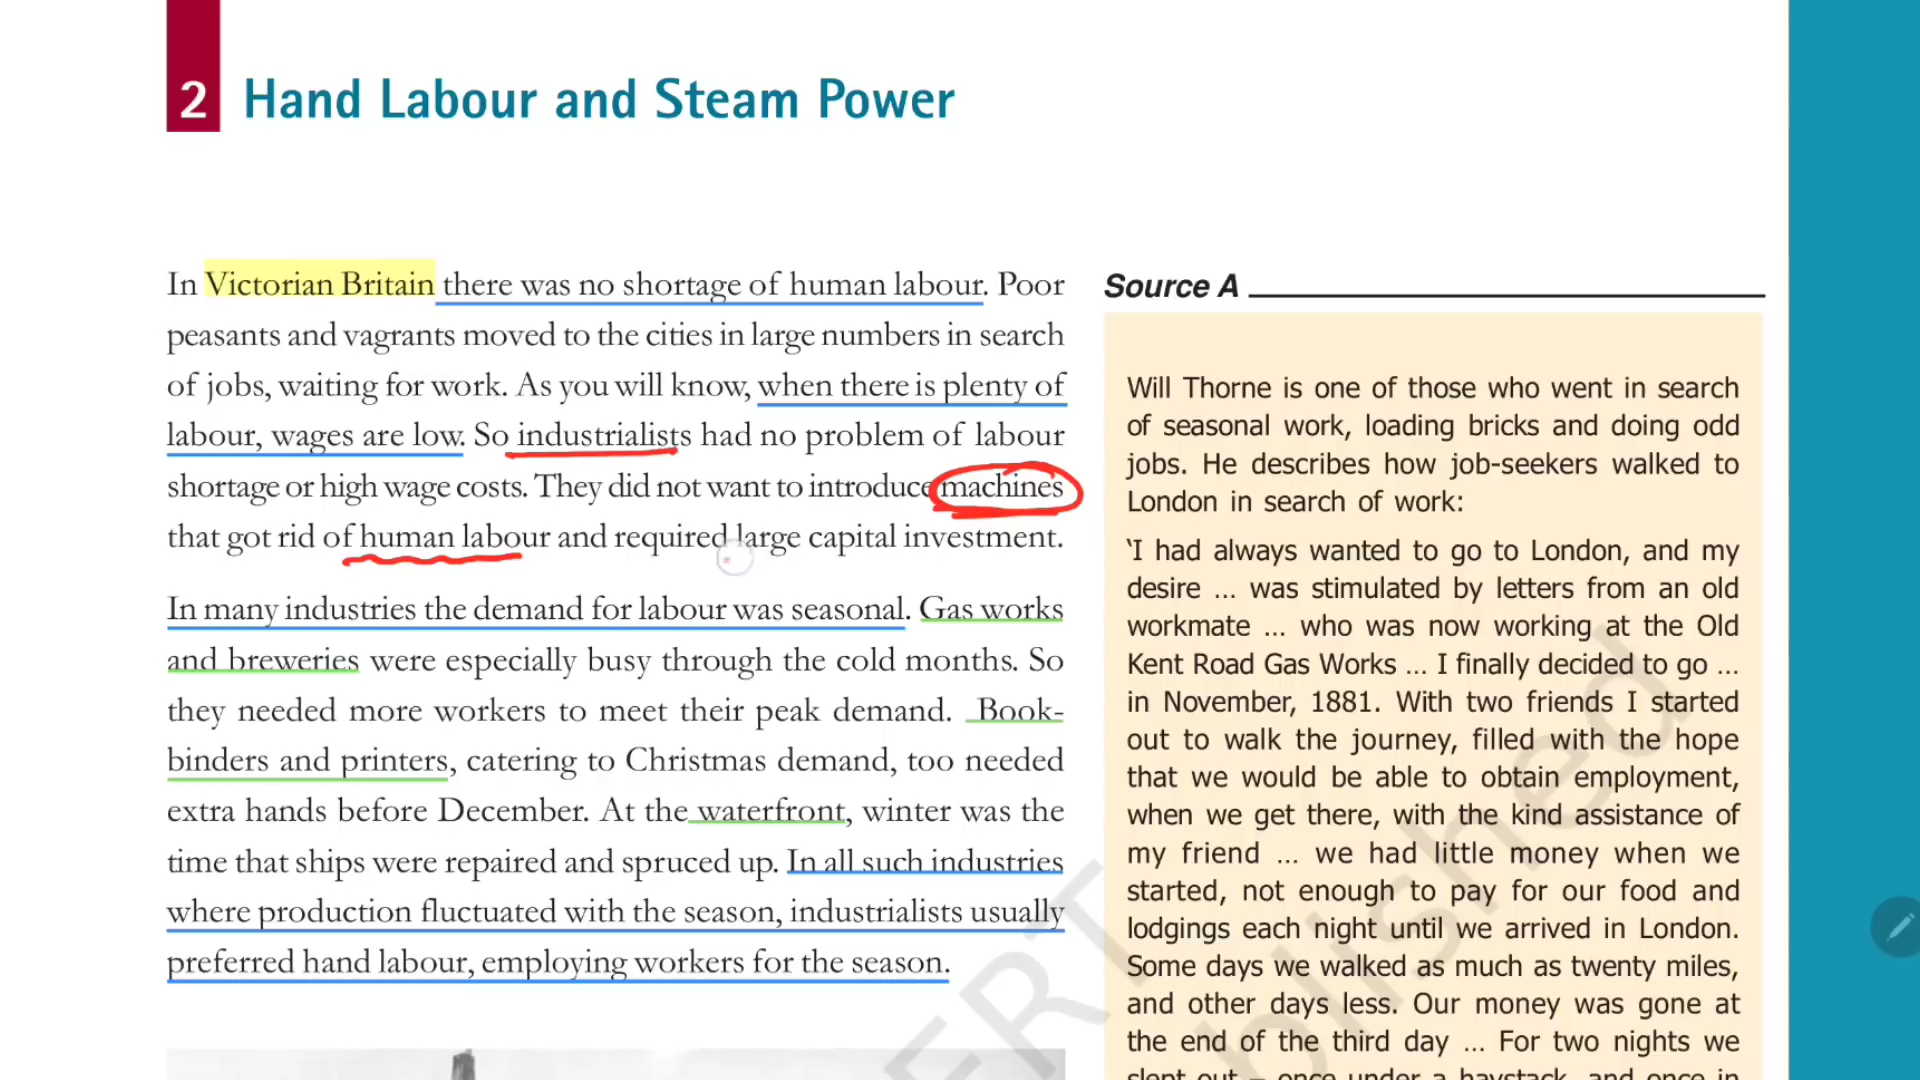 2 Hand Labour and Steam Power
In Victorian Britain there was no shortage of human labour. Poor
peasants and vagrants moved to the cities in large numbers in search
of jobs, waiting for work. As you will know, when there is plenty of
labour, wages are low. So industrialists had no problem of labour
shortage or high wage costs. They did not want to introduce machines
that got rid of human labour and required large capital investment.
In many industries the demand for labour was seasonal. Gas works
and breweries were especially busy through the cold months. So
they needed more workers to meet their peak demand. Book-
binders and printers, catering to Christmas demand, too needed
extra hands before December. At the waterfront, winter was the
time that ships were repaired and spruced up. In all such industries
where production fluctuated with the season, industrialists usually
preferred hand labour, employing workers for the season.
Source A
Will Thorne is one of those who went in search
of seasonal work, loading bricks and doing odd
jobs. He describes how job-seekers walked to
London in search of work:
‘I had always wanted to go to London, and my
desire … was stimulated by letters from an old
workmate … who was now working at the Old
Kent Road Gas Works … I finally decided to go …
in November, 1881. With two friends I started
out to walk the journey, filled with the hope
that we would be able to obtain employment,
when we get there, with the kind assistance of
my friend … we had little money when we
started, not enough to pay for our food and
lodgings each night until we arrived in London.
Some days we walked as much as twenty miles,
and other days less. Our money was gone at
the end of the third day … For two nights we
slept out – once under a haystack, and once in